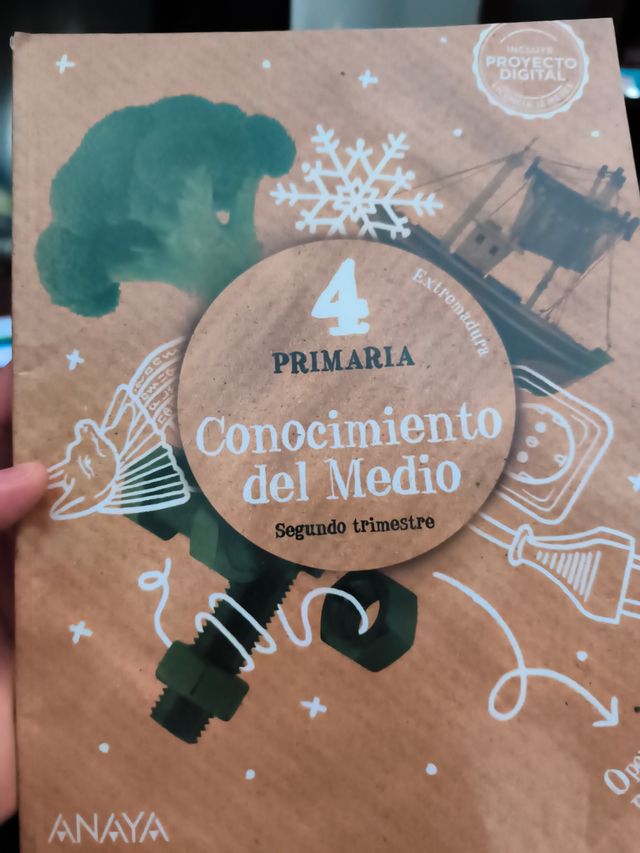 INCLUYE
PROYECTO
DIGITAL
4
PRIMARIA
Extremadura
Conocimiento
del Medio
Segundo trimestre
ANAYA